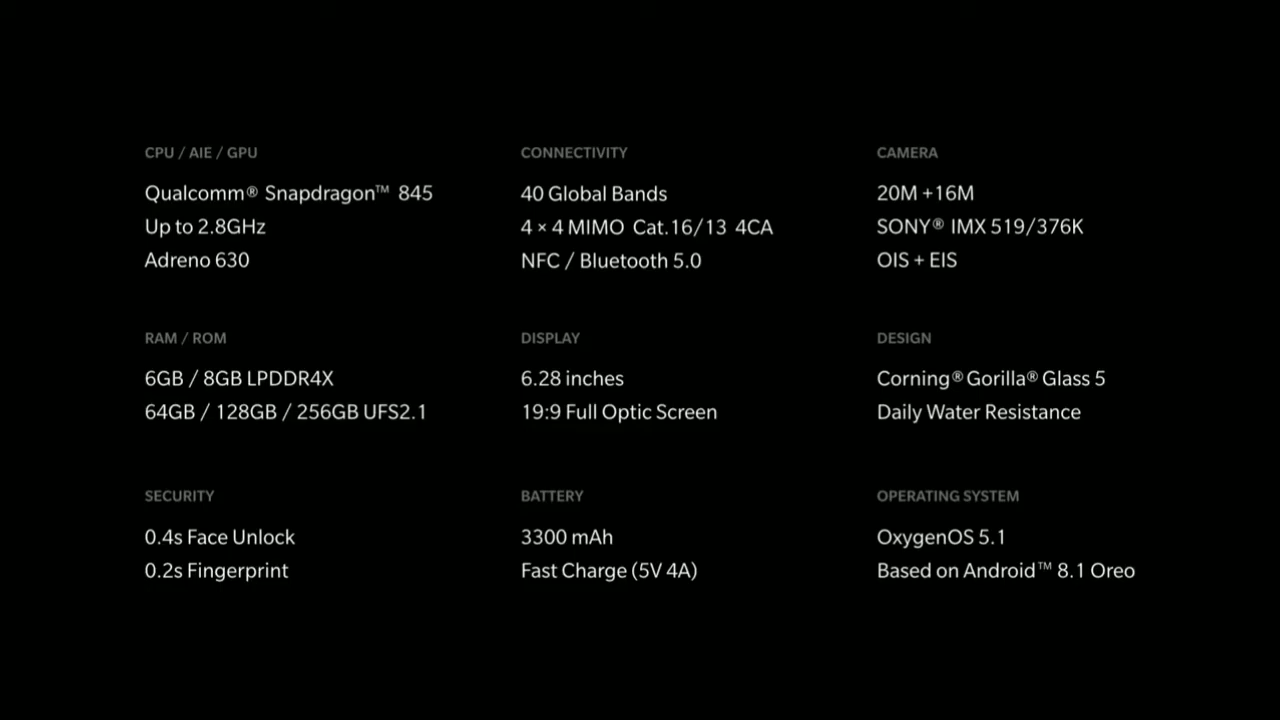 CPU / AIE / GPU
Qualcomm® Snapdragon™ 845
Up to 2.8GHz
Adreno 630
CONNECTIVITY
40 Global Bands
4 × 4 MIMO Cat.16/13 4CA
NFC / Bluetooth 5.0
CAMERA
20M +16M
SONY® IMX 519/376K
OIS + EIS
RAM / ROM
6GB / 8GB LPDDR4X
64GB / 128GB / 256GB UFS2.1
DISPLAY
6.28 inches
19:9 Full Optic Screen
DESIGN
Corning® Gorilla® Glass 5
Daily Water Resistance
SECURITY
0.4s Face Unlock
0.2s Fingerprint
BATTERY
3300 mAh
Fast Charge (5V 4A)
OPERATING SYSTEM
OxygenOS 5.1
Based on Android™ 8.1 Oreo